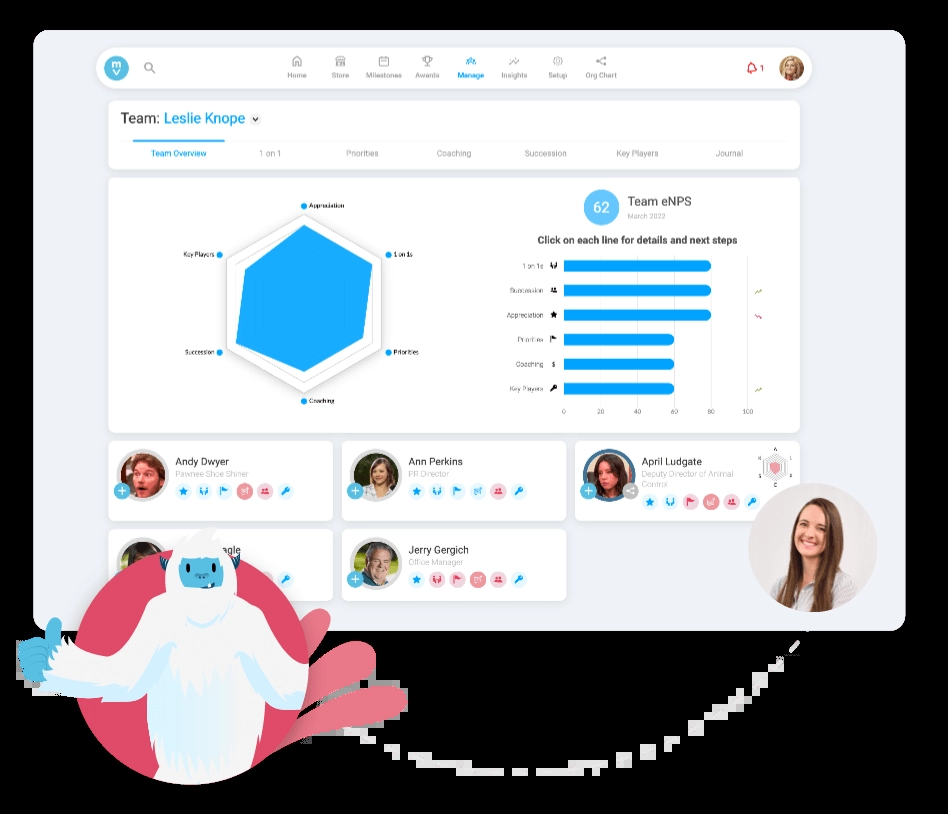 m
v
Home
Store
Milestones
Awards
Manage
Insights
Setup
Org Chart
1
Team: Leslie Knope
Team Overview
1 on 1
Priorities
Coaching
Succession
Key Players
Journal
Appreciation
Key Players
1 on 1s
Succession
Priorities
Coaching
62
Team eNPS
March 2022
Click on each line for details and next steps
1 on 1s
Succession
Appreciation
Priorities
Coaching
$
Key Players
0 20 40 60 80 100
Andy Dwyer
Pawnee Shoe Shiner
Ann Perkins
PR Director
April Ludgate
Deputy Director of Animal
Control
A
C
Jerry Gergich
Office Manager